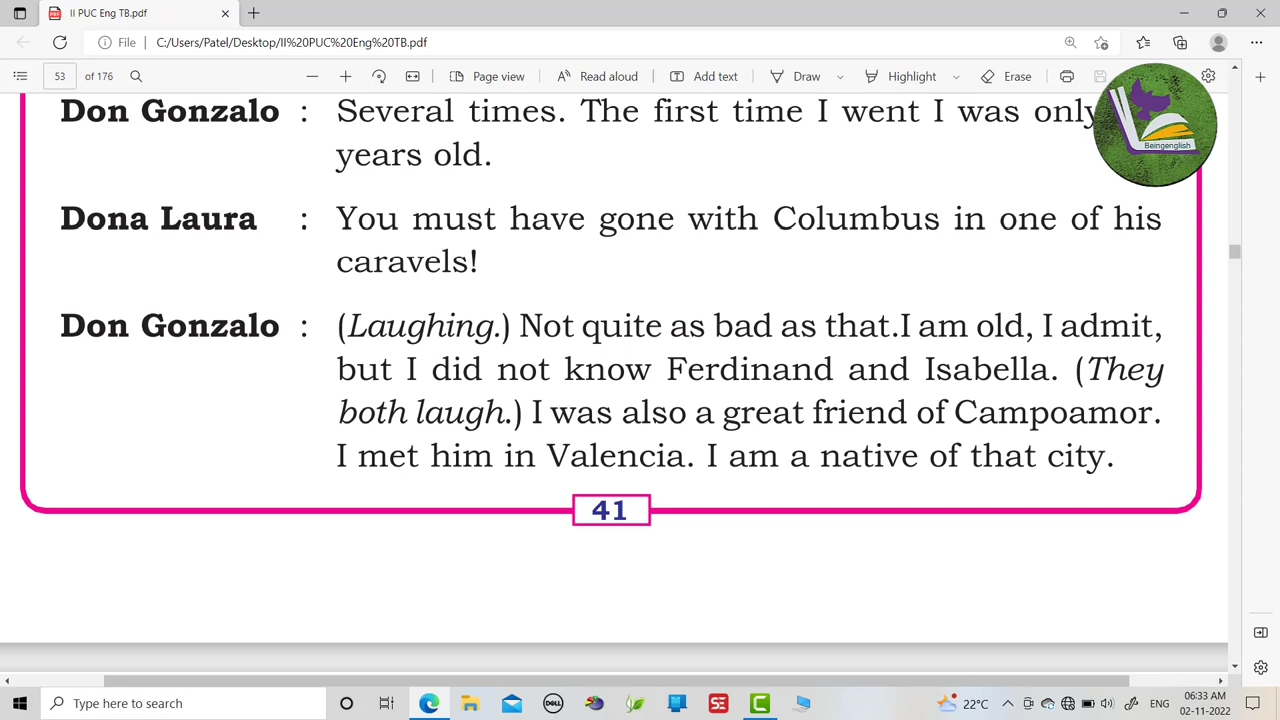 II PUC Eng TB.pdf
File | C:/Users/Patel/Desktop/II%20PUC%20Eng%20TB.pdf
53 of 176 Page view Read aloud Add text Draw Highlight Erase
Don Gonzalo : Several times. The first time I went I was only
years old.
Beingenglish
Dona Laura : You must have gone with Columbus in one of his
caravels!
Don Gonzalo : (Laughing.) Not quite as bad as that.I am old, I admit,
but I did not know Ferdinand and Isabella. (They
both laugh.) I was also a great friend of Campoamor.
I met him in Valencia. I am a native of that city.
41
Type here to search DELL SE C 22°C ENG 06:33 AM
02-11-2022